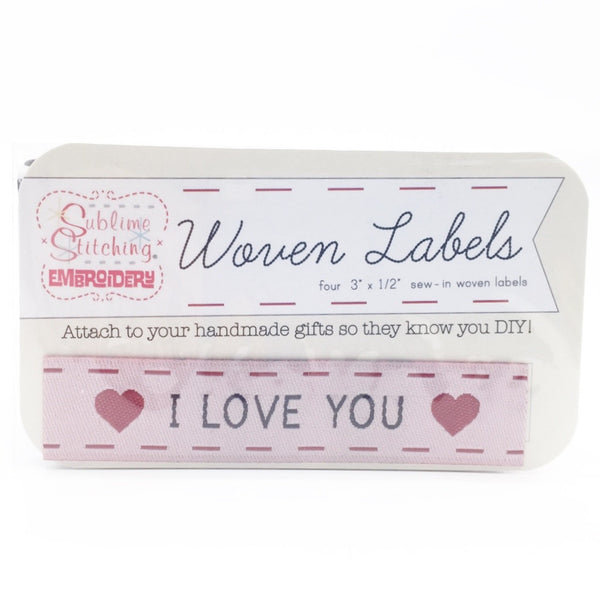 Sublime
Stitching®
EMBROIDERY
Woven Labels
four 3" x 1/2" sew-in woven labels
Attach to your handmade gifts so they know you DIY!
I LOVE YOU